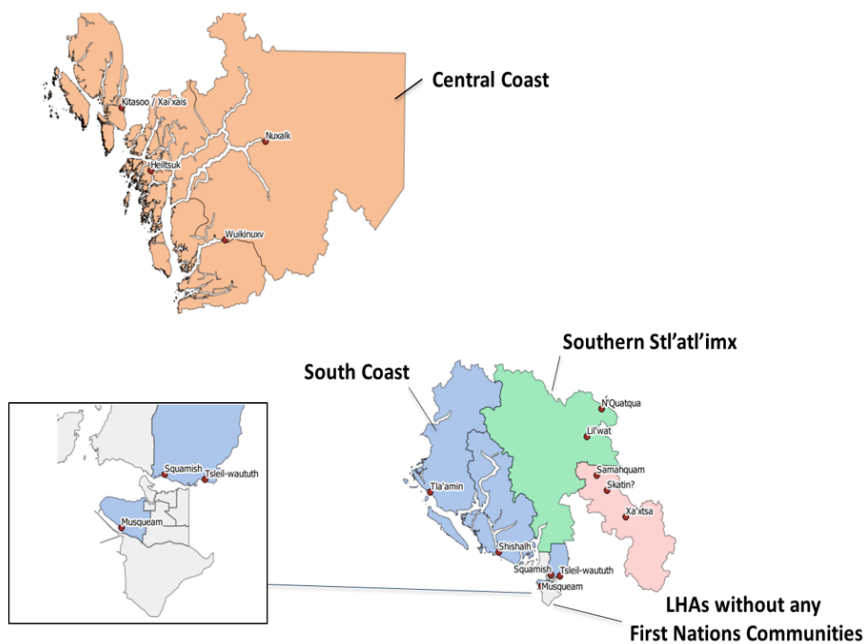 Central Coast
Kitasoo / Xai'xais
Nuxalk
Heiltsuk
Wuikinuxv
Southern Stl’atl’imx
South Coast
N'Quatqua
Lil'wat
Samahquam
Skatin?
Xa'xtsa
Tla'amin
Shishalh
Squamish
Tsleil-waututh
Musqueam
Squamish
Tsleil-waututh
Musqueam
LHAs without any
First Nations Communities